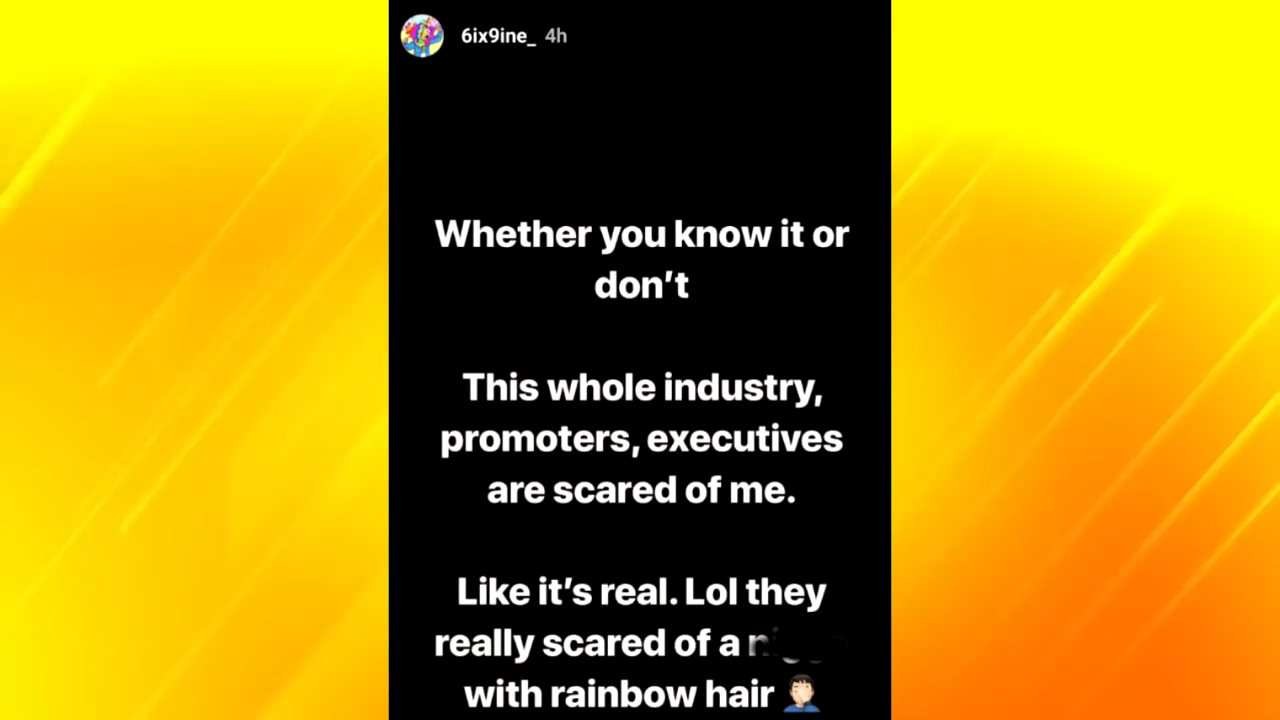 6ix9ine_ 4h
Whether you know it or
don't
This whole industry,
promoters, executives
are scared of me.
Like it's real. Lol they
really scared of a
with rainbow hair 🤦🏻‍♂️